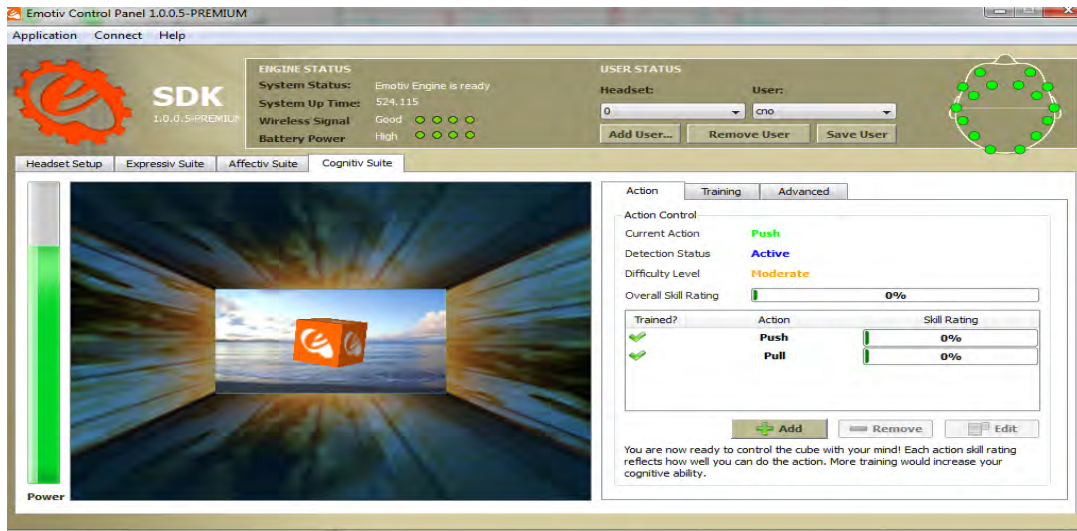 Emotiv Control Panel 1.0.0.5-PREMIUM
Application Connect Help
SDK
1.0.0.5-PREMIUM
ENGINE STATUS
System Status: Emotiv Engine is ready
System Up Time: 524.115
Wireless Signal Good
Battery Power High
USER STATUS
Headset: User:
0 cno
Add User... Remove User Save User
Headset Setup Expressiv Suite Affectiv Suite Cognitiv Suite
Power
Action Training Advanced
Action Control
Current Action Push
Detection Status Active
Difficulty Level Moderate
Overall Skill Rating 0%
Trained? Action Skill Rating
Push 0%
Pull 0%
Add Remove Edit
You are now ready to control the cube with your mind! Each action skill rating
reflects how well you can do the action. More training would increase your
cognitive ability.